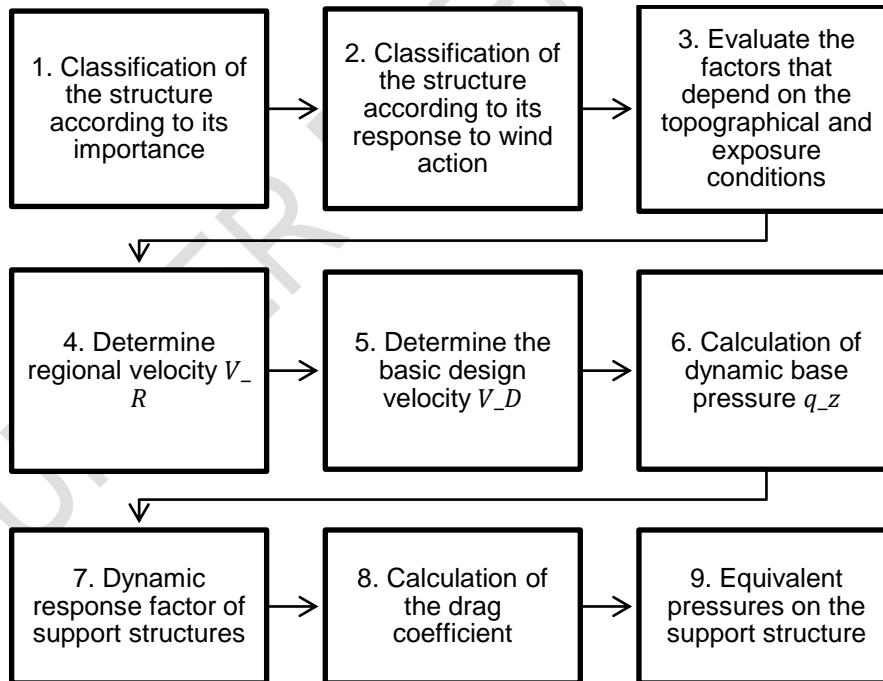 1. Classification of
the structure
according to its
importance
2. Classification of
the structure
according to its
response to wind
action
3. Evaluate the
factors that
depend on the
topographical and
exposure
conditions
4. Determine
regional velocity V_
R
5. Determine the
basic design
velocity V_D
6. Calculation of
dynamic base
pressure q_z
7. Dynamic
response factor of
support structures
8. Calculation of
the drag
coefficient
9. Equivalent
pressures on the
support structure